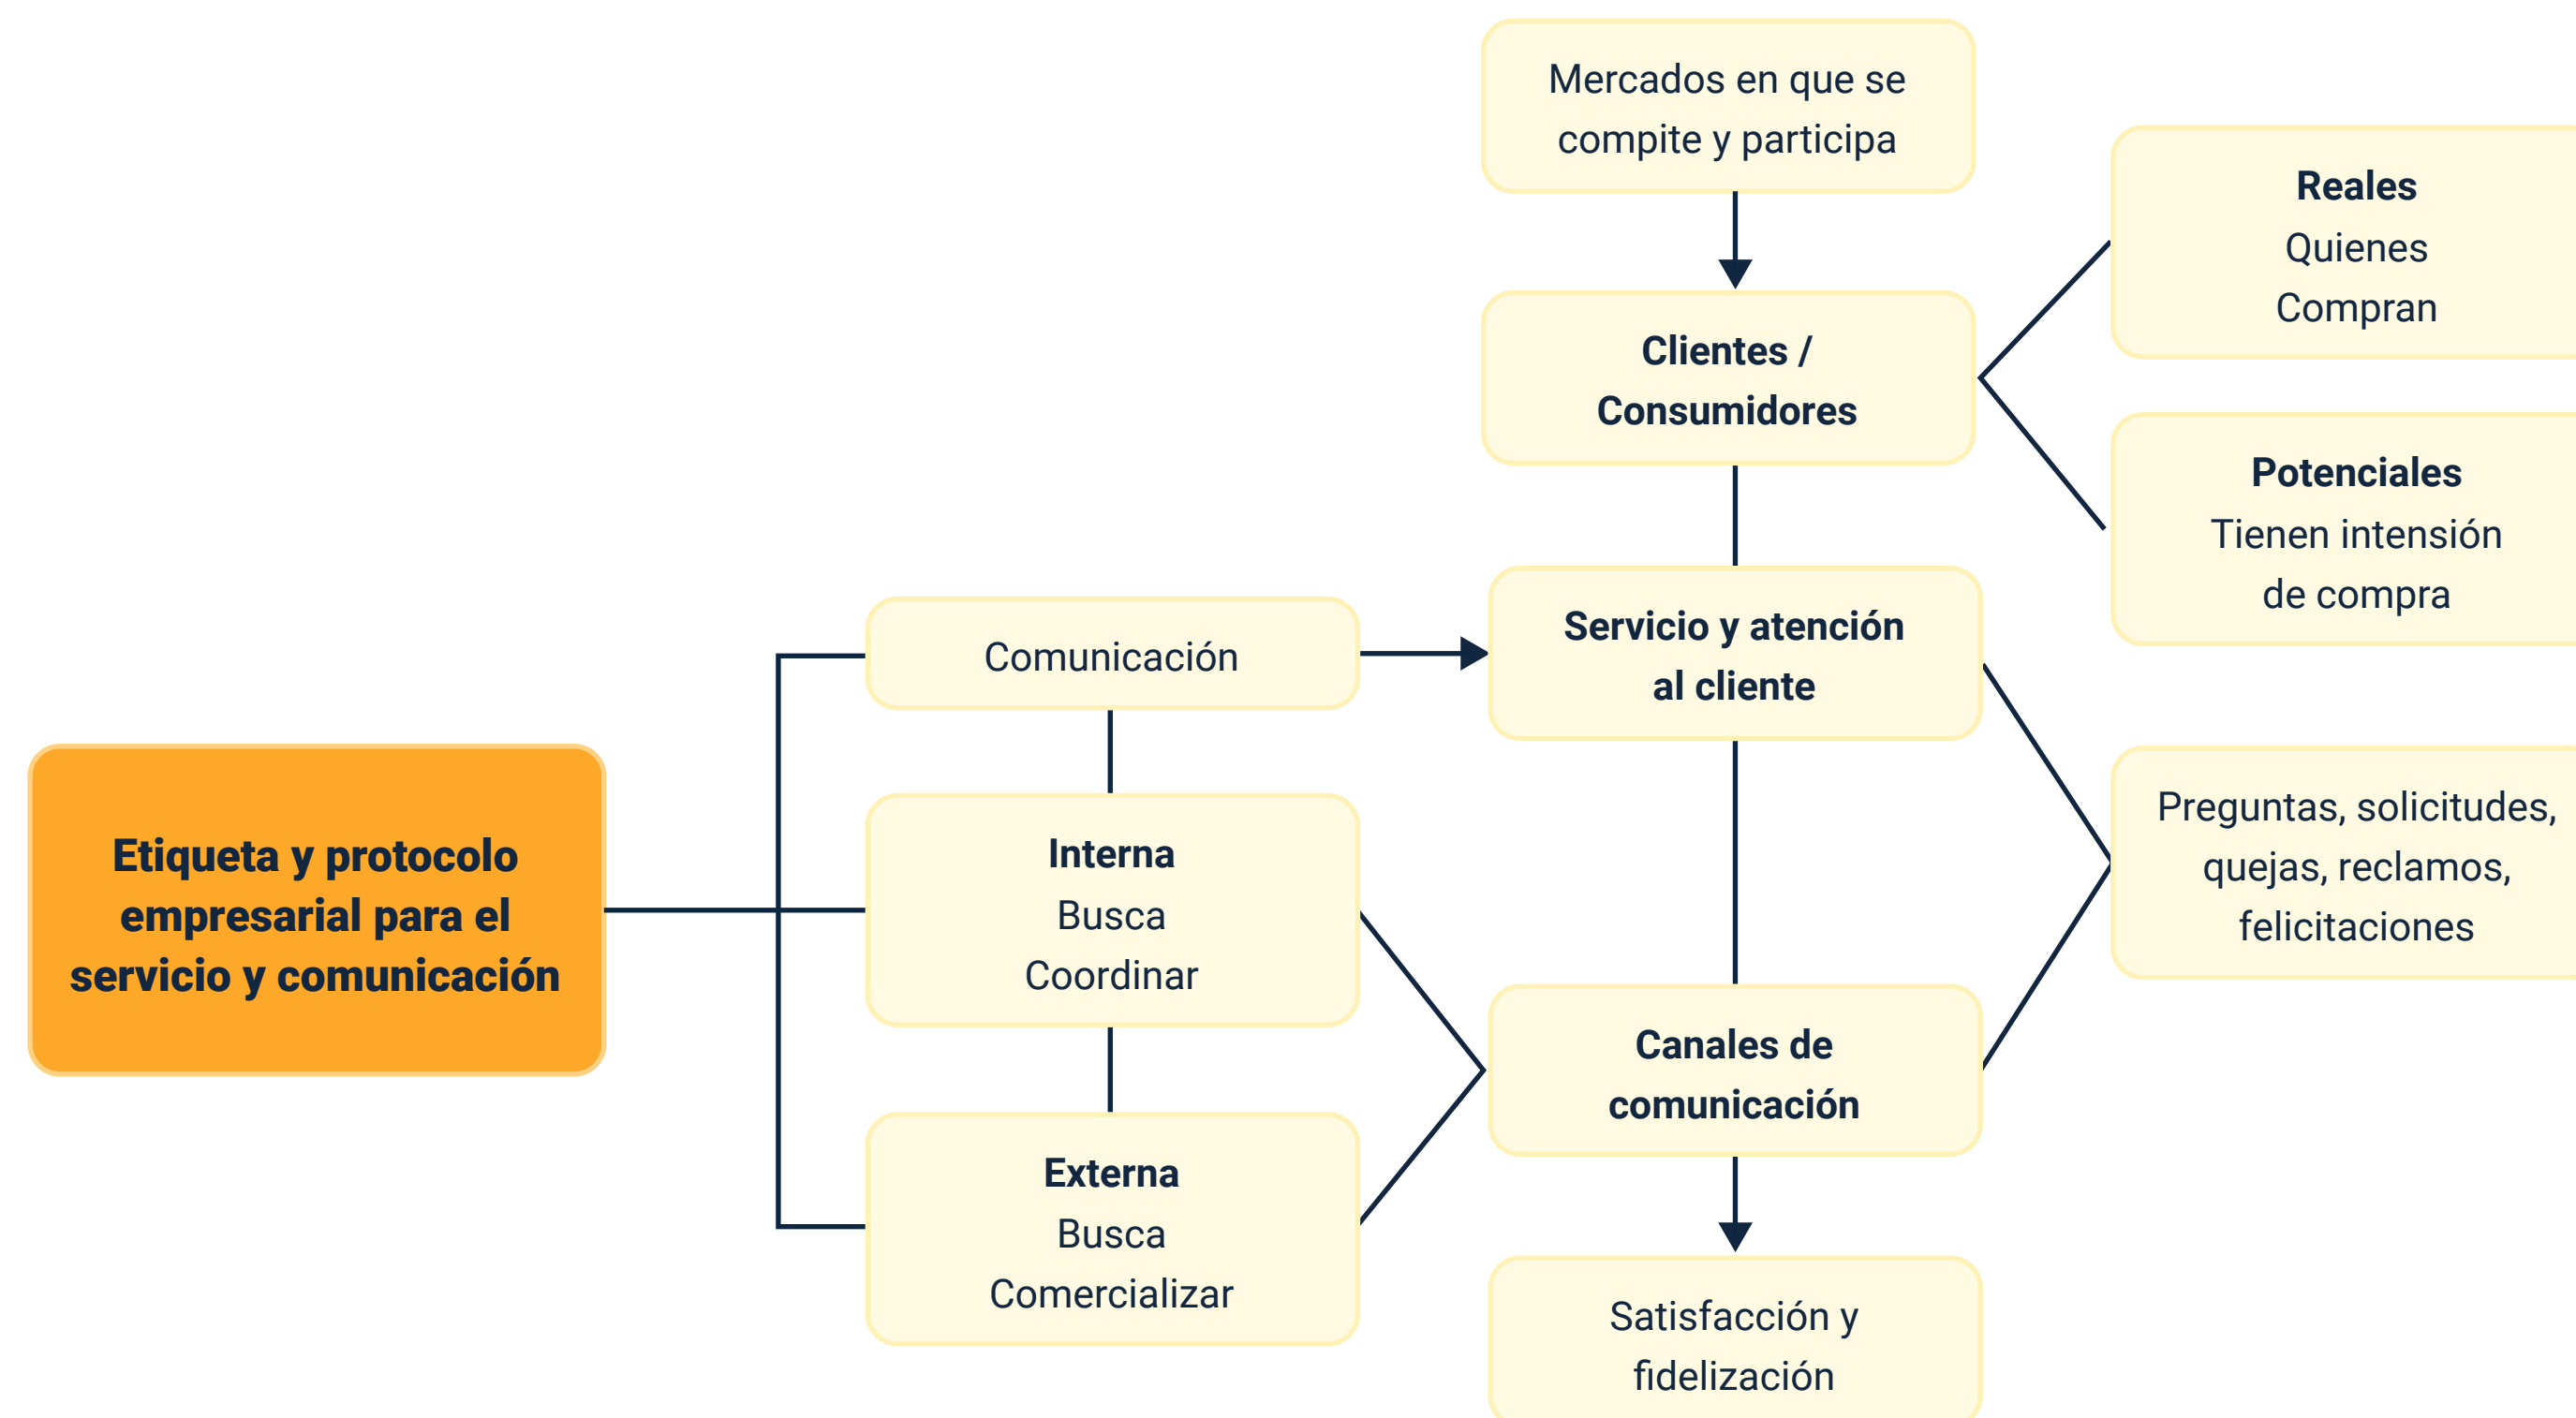 Mercados en que se
compite y participa
Clientes /
Consumidores
Reales
Quienes
Compran
Potenciales
Tienen intensión
de compra
Comunicación
Servicio y atención
al cliente
Etiqueta y protocolo
empresarial para el
servicio y comunicación
Interna
Busca
Coordinar
Preguntas, solicitudes,
quejas, reclamos,
felicitaciones
Externa
Busca
Comercializar
Canales de
comunicación
Satisfacción y
fidelización